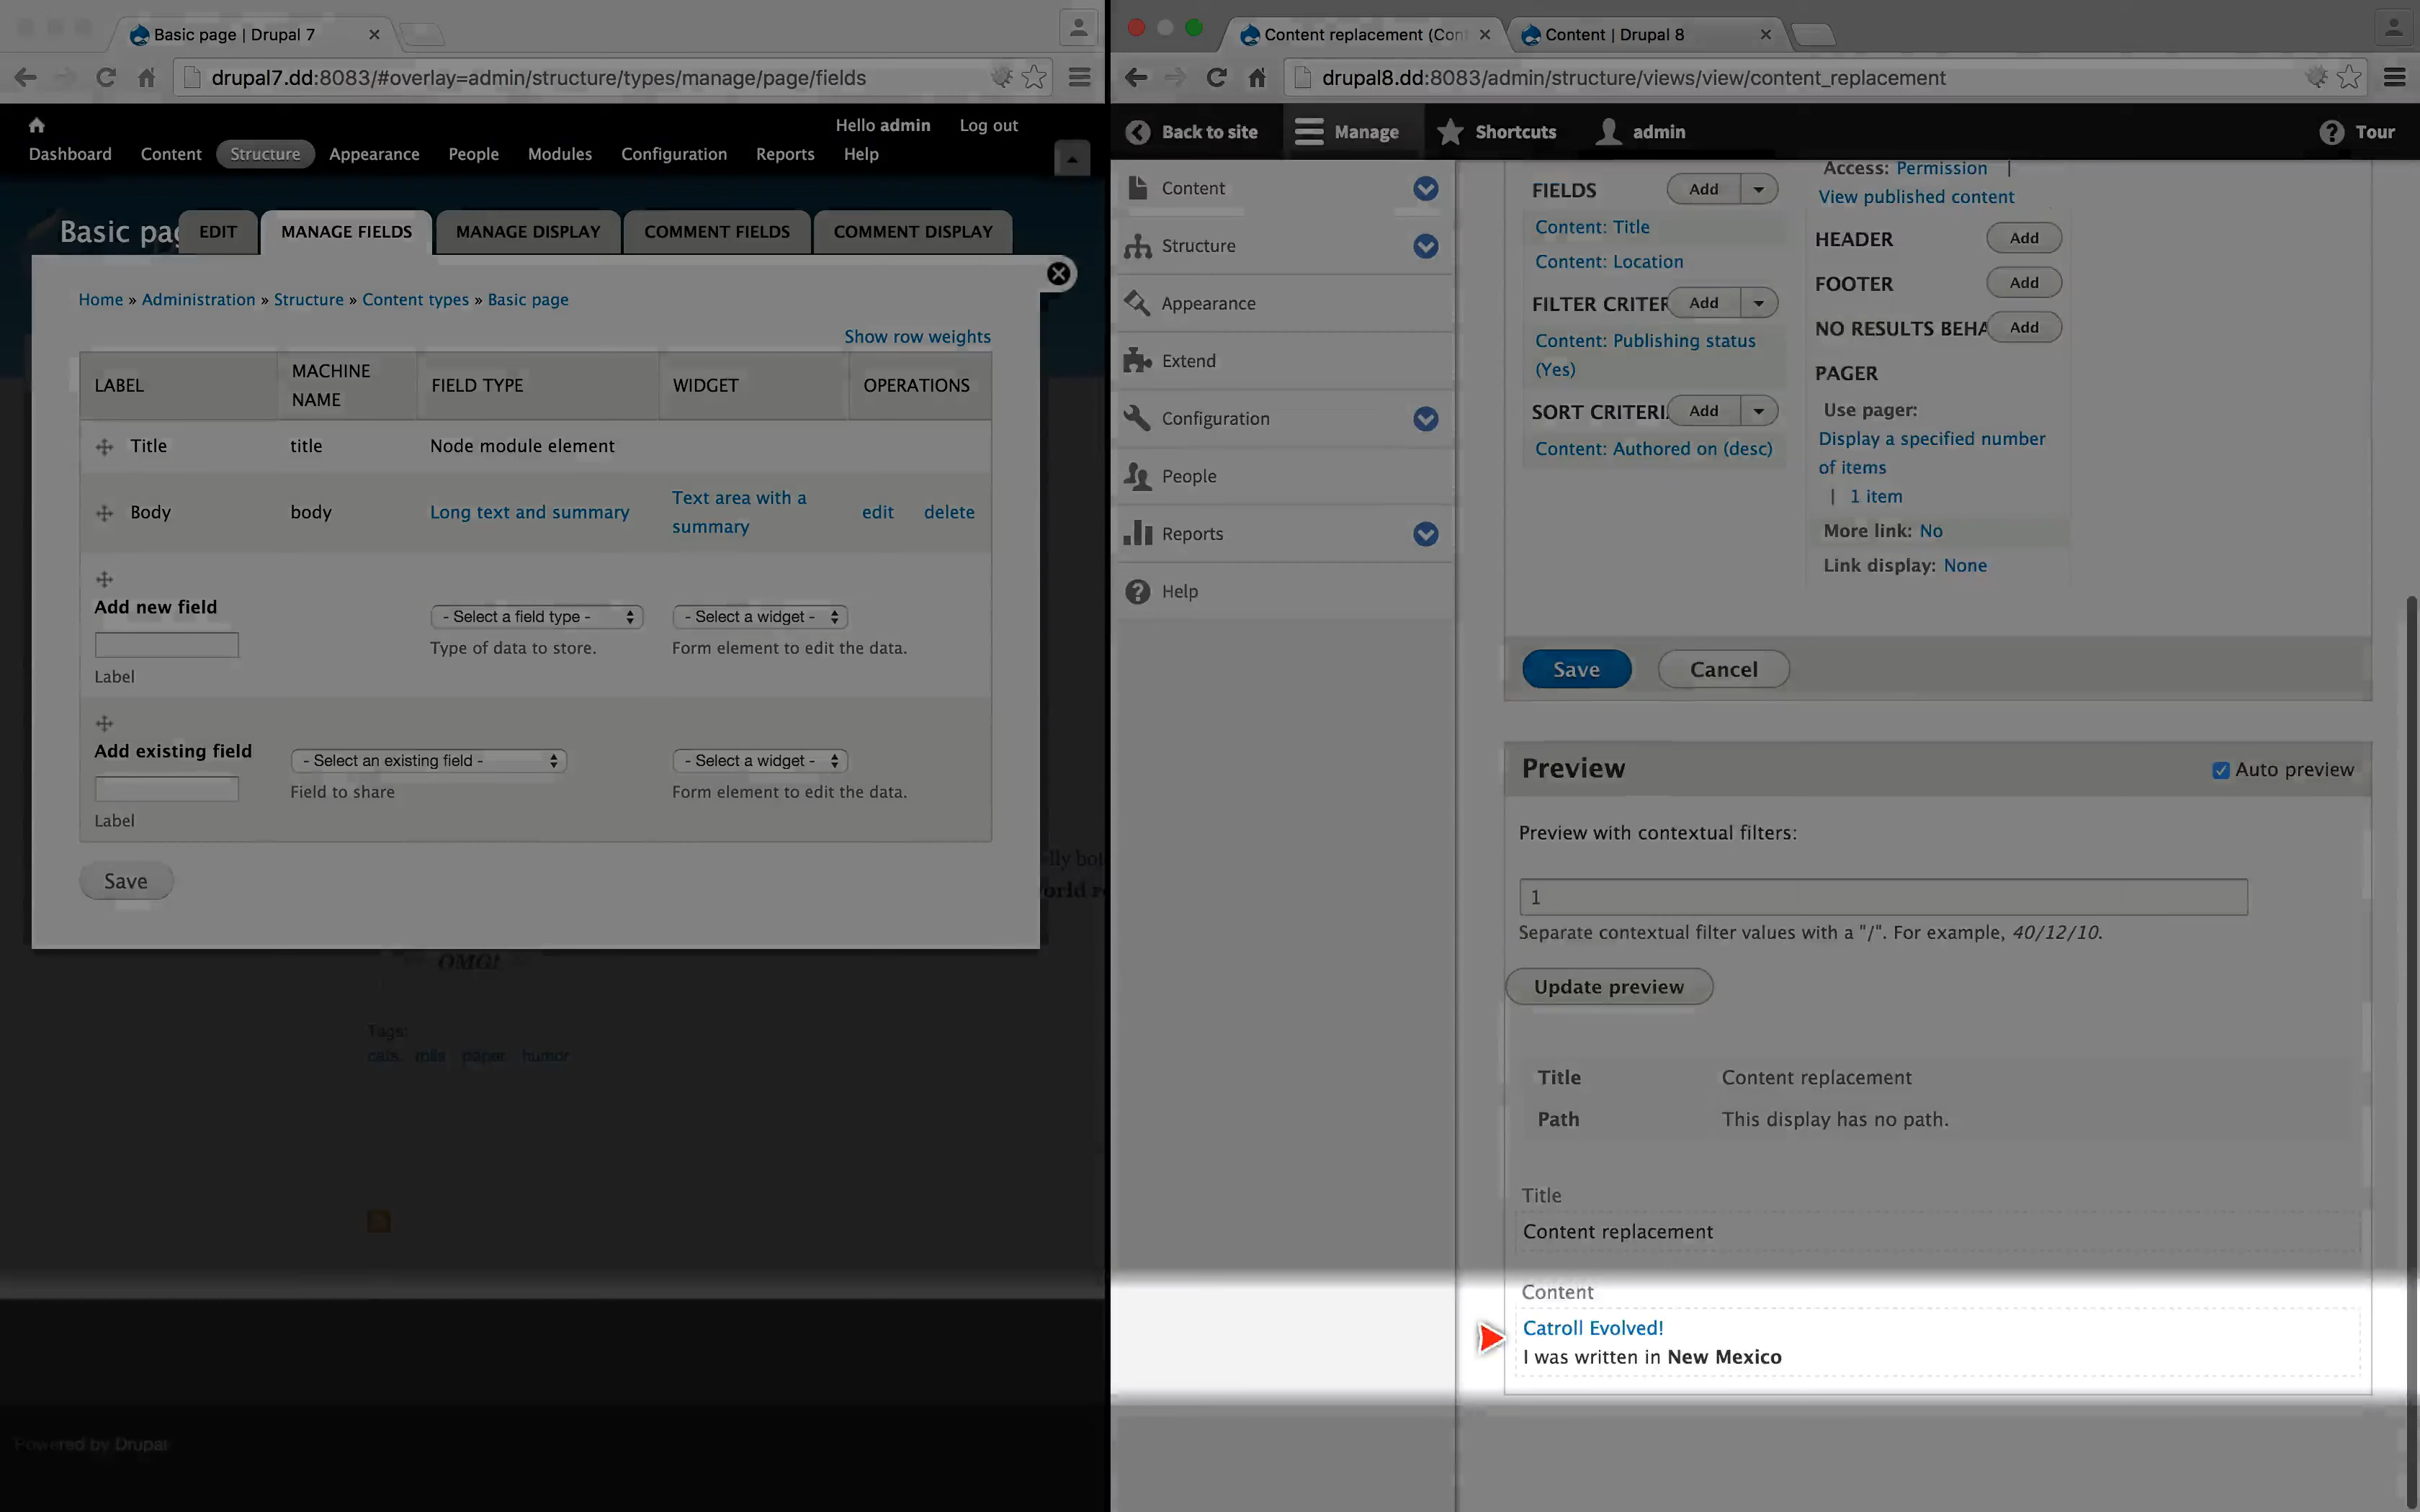 Basic page | Drupal 7
drupal7.dd:8083/#overlay=admin/structure/types/manage/page/fields
Hello admin Log out
Dashboard Content Structure Appearance People Modules Configuration Reports Help
Basic pag EDIT MANAGE FIELDS MANAGE DISPLAY COMMENT FIELDS COMMENT DISPLAY
Home » Administration » Structure » Content types » Basic page
Show row weights
LABEL MACHINE NAME FIELD TYPE WIDGET OPERATIONS
Title title Node module element
Body body Long text and summary Text area with a summary edit delete
Add new field
- Select a field type - - Select a widget -
Type of data to store. Form element to edit the data.
Label
Add existing field
- Select an existing field - - Select a widget -
Field to share Form element to edit the data.
Label
Save
OMG!
Tags:
cats rolls paper humor
Powered by Drupal
Content replacement (Con
Content | Drupal 8
drupal8.dd:8083/admin/structure/views/view/content_replacement
Back to site Manage Shortcuts admin Tour
Content
Structure
Appearance
Extend
Configuration
People
Reports
Help
FIELDS Add
Content: Title
Content: Location
FILTER CRITER Add
Content: Publishing status
(Yes)
SORT CRITERI Add
Content: Authored on (desc)
Access: Permission |
View published content
HEADER Add
FOOTER Add
NO RESULTS BEHA Add
PAGER
Use pager:
Display a specified number
of items
| 1 item
More link: No
Link display: None
Save Cancel
Preview Auto preview
Preview with contextual filters:
1
Separate contextual filter values with a "/". For example, 40/12/10.
Update preview
Title Content replacement
Path This display has no path.
Title
Content replacement
Content
Catroll Evolved!
I was written in New Mexico